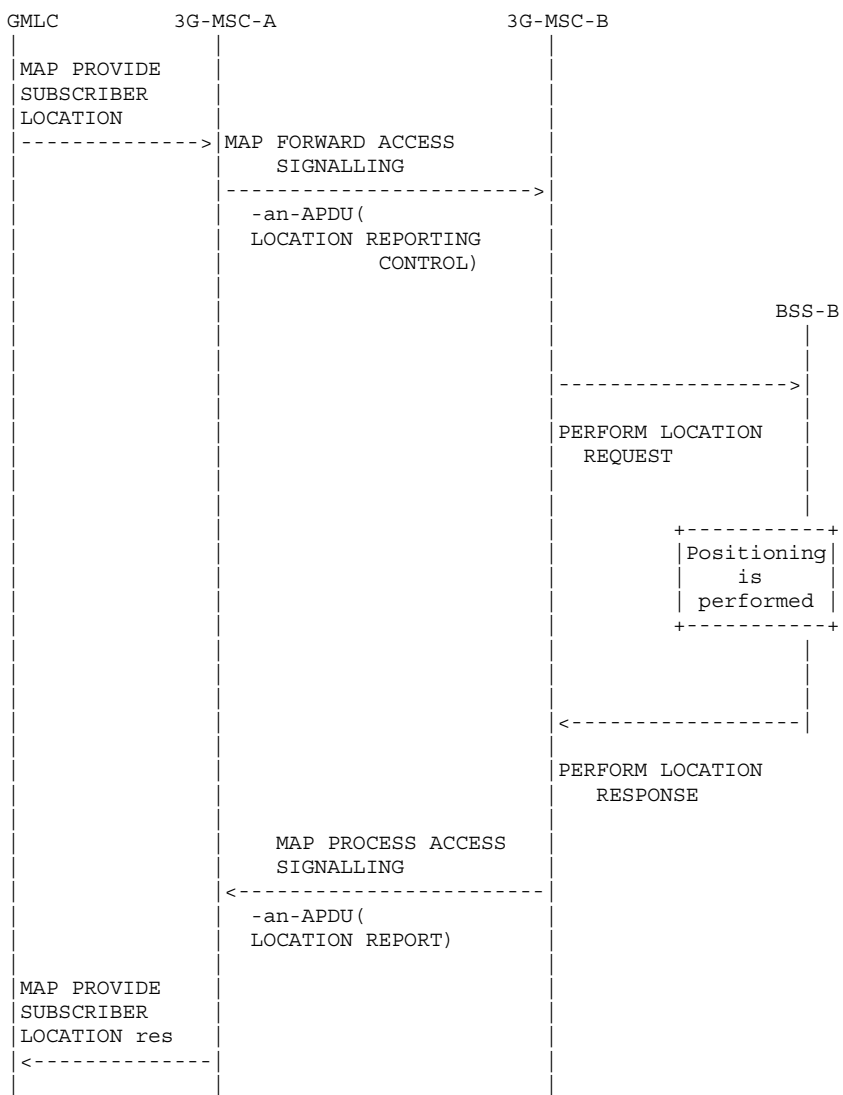 GMLC 3G-MSC-A 3G-MSC-B
MAP PROVIDE
SUBSCRIBER
LOCATION
MAP FORWARD ACCESS
SIGNALLING
-an-APDU(
LOCATION REPORTING
CONTROL)
BSS-B
PERFORM LOCATION
REQUEST
Positioning
is
performed
PERFORM LOCATION
RESPONSE
MAP PROCESS ACCESS
SIGNALLING
-an-APDU(
LOCATION REPORT)
MAP PROVIDE
SUBSCRIBER
LOCATION res